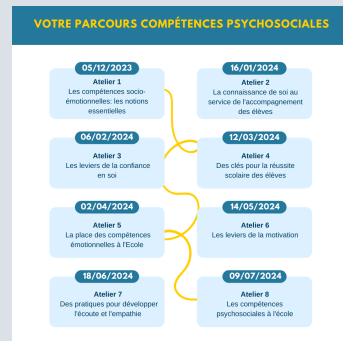 VOTRE PARCOURS COMPÉTENCES PSYCHOSOCIALES
05/12/2023
Atelier 1
Les compétences socio-
émotionnelles: les notions
essentielles
16/01/2024
Atelier 2
La connaissance de soi au
service de l'accompagnement
des élèves
06/02/2024
Atelier 3
Les leviers de la confiance
en soi
12/03/2024
Atelier 4
Des clés pour la réussite
scolaire des élèves
02/04/2024
Atelier 5
La place des compétences
émotionnelles à l'Ecole
14/05/2024
Atelier 6
Les leviers de la motivation
18/06/2024
Atelier 7
Des pratiques pour développer
l'écoute et l'empathie
09/07/2024
Atelier 8
Les compétences
psychosociales à l'école